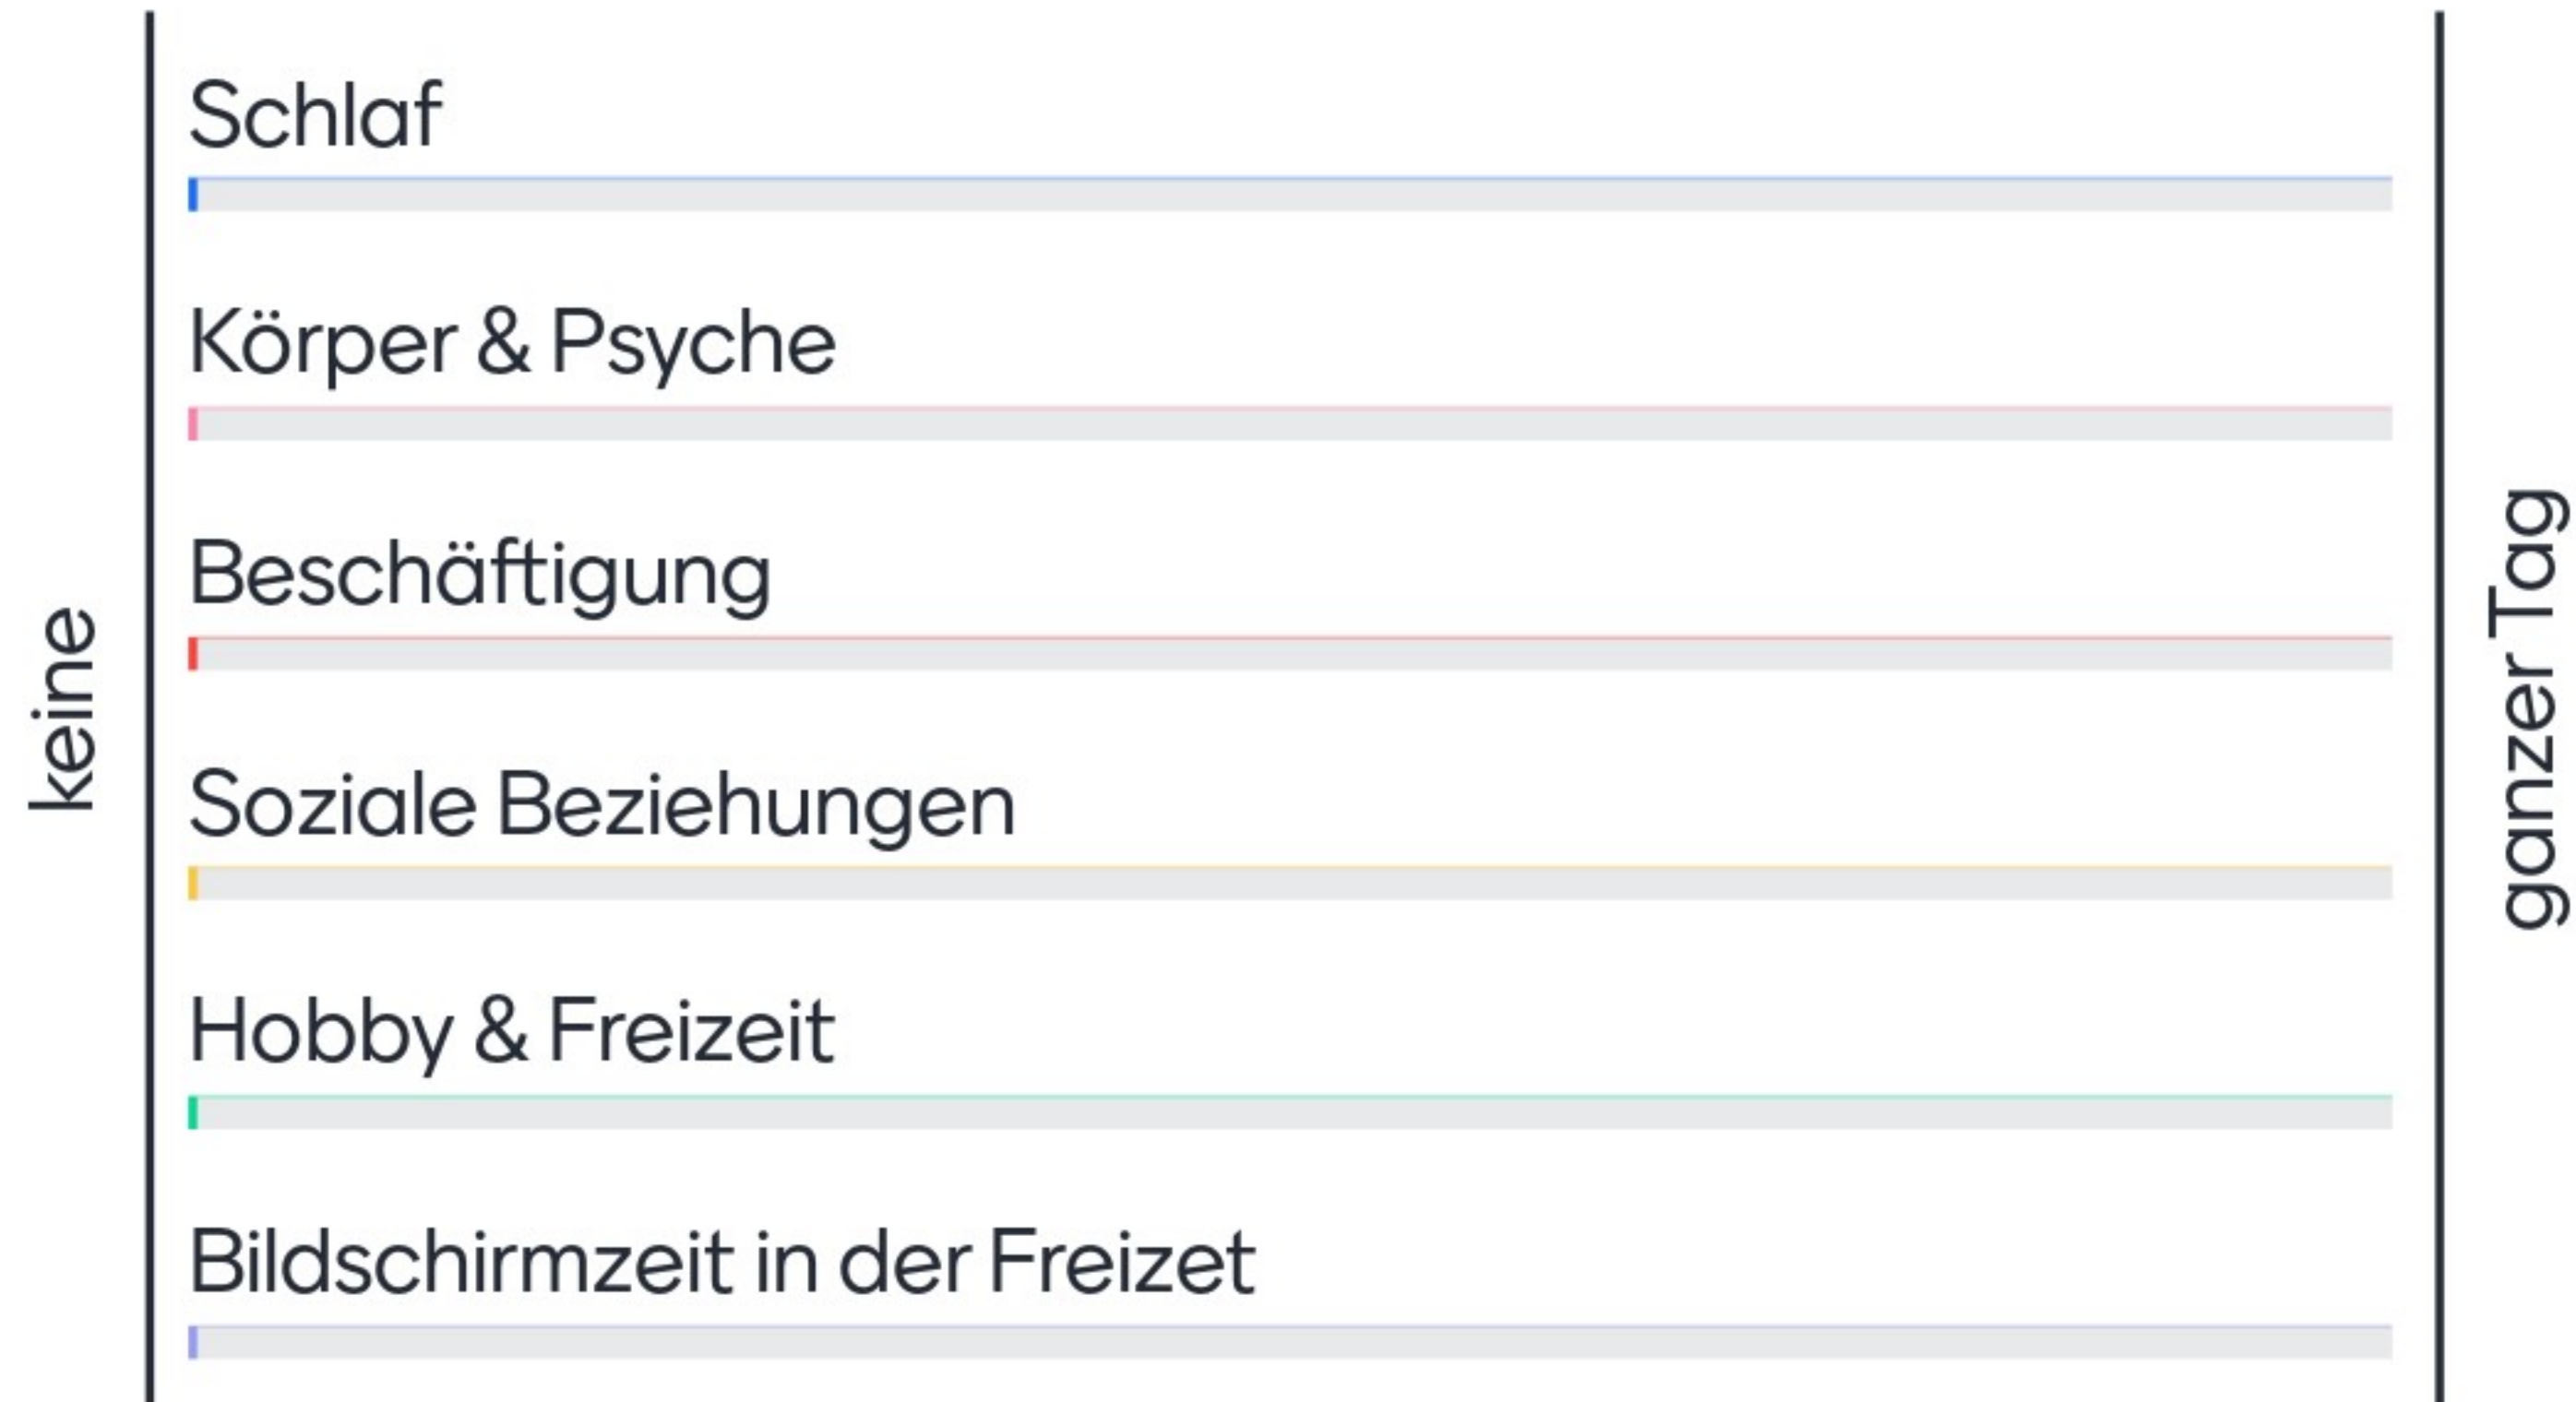 keine
Schlaf
Körper & Psyche
Beschäftigung
Soziale Beziehungen
Hobby & Freizeit
Bildschirmzeit in der Freizet
ganzer Tag